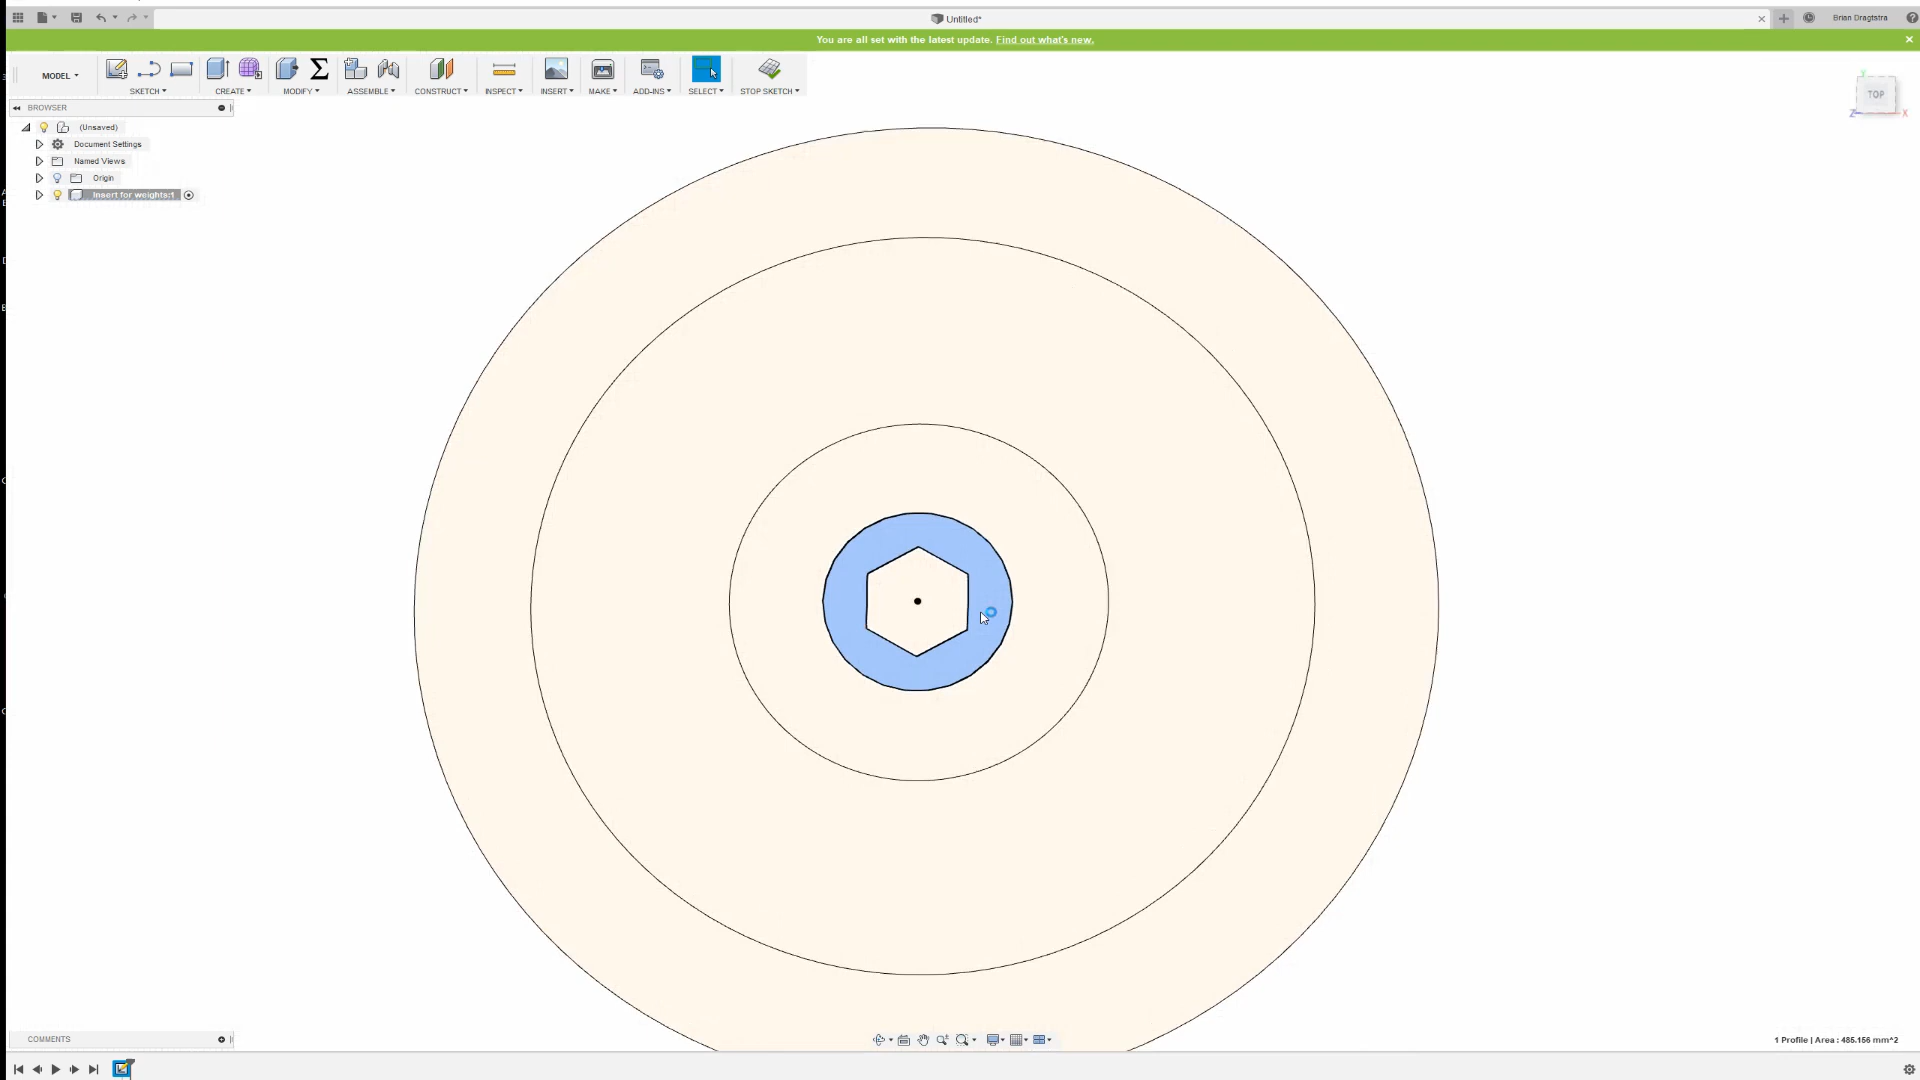 Untitled*
Brian Dragtstra
You are all set with the latest update. Find out what's new.
MODEL
SKETCH
CREATE
MODIFY
ASSEMBLE
CONSTRUCT
INSPECT
INSERT
MAKE
ADD-INS
SELECT
STOP SKETCH
TOP
Z
X
BROWSER
(Unsaved)
Document Settings
Named Views
Origin
Insert for weights:1
COMMENTS
1 Profile | Area : 485.156 mm^2